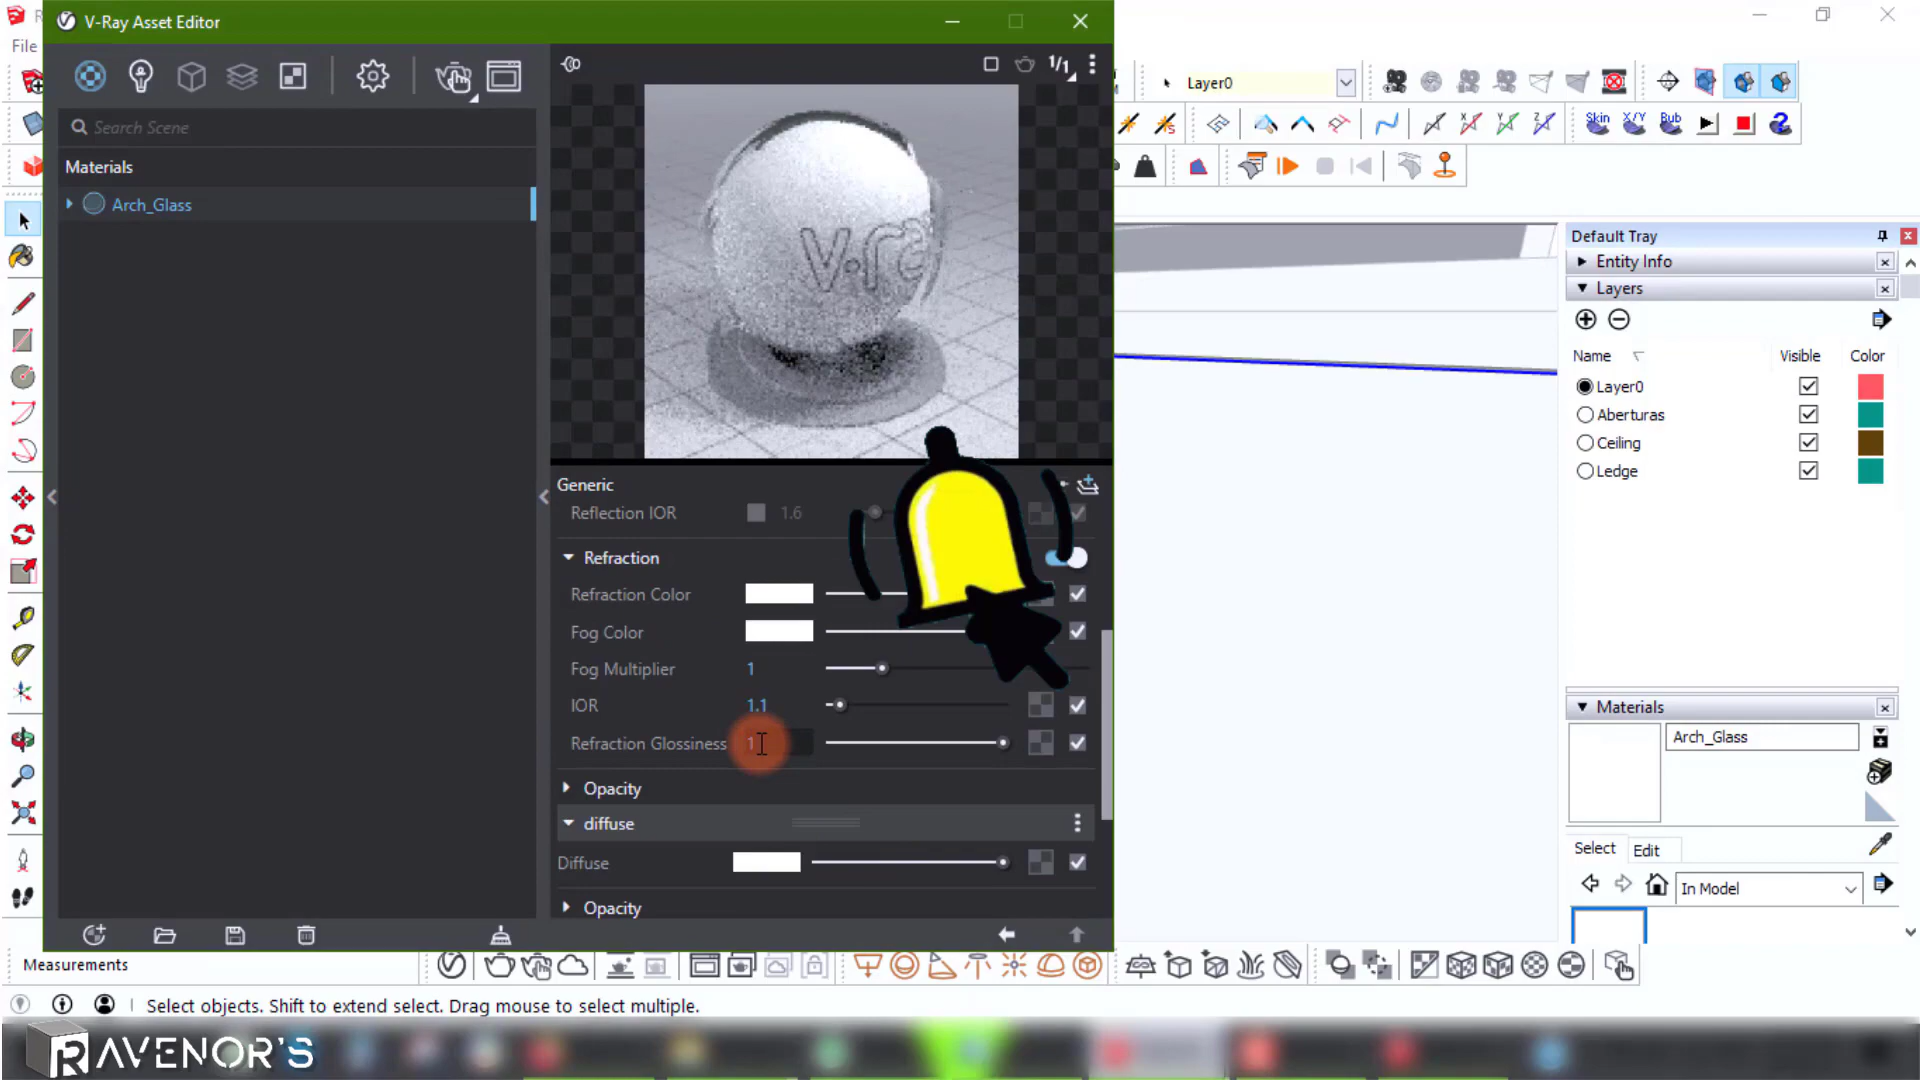 V-Ray Asset Editor
File
Search Scene
Materials
Arch_Glass
1/1
v.ra
Generic
Reflection IOR 1.6
Refraction
Refraction Color
Fog Color
Fog Multiplier 1
IOR 1.1
Refraction Glossiness 1
Opacity
diffuse
Diffuse
Opacity
Layer0
Skin X/Y Bub
Default Tray
Entity Info
Layers
Name Visible Color
Layer0
Aberturas
Ceiling
Ledge
Materials
Arch_Glass
Select Edit
In Model
Measurements
Select objects. Shift to extend select. Drag mouse to select multiple.
RAVENOR'S